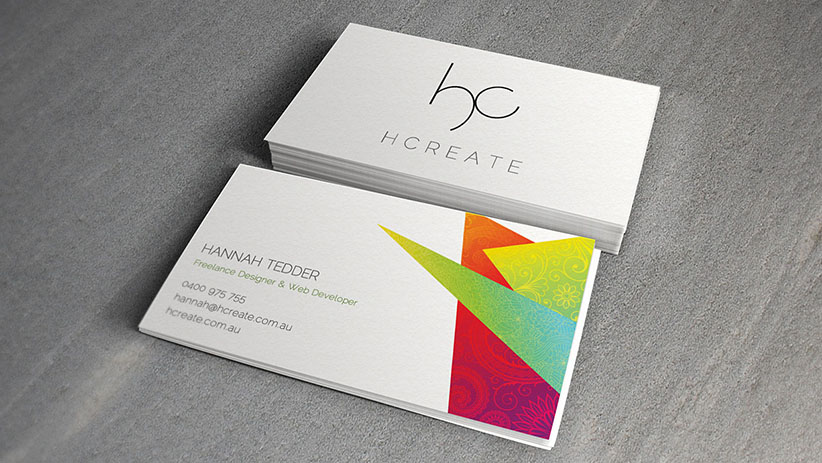 hc
HCREATE
HANNAH TEDDER
Freelance Designer & Web Developer
0400 975 755
hannah@hcreate.com.au
hcreate.com.au